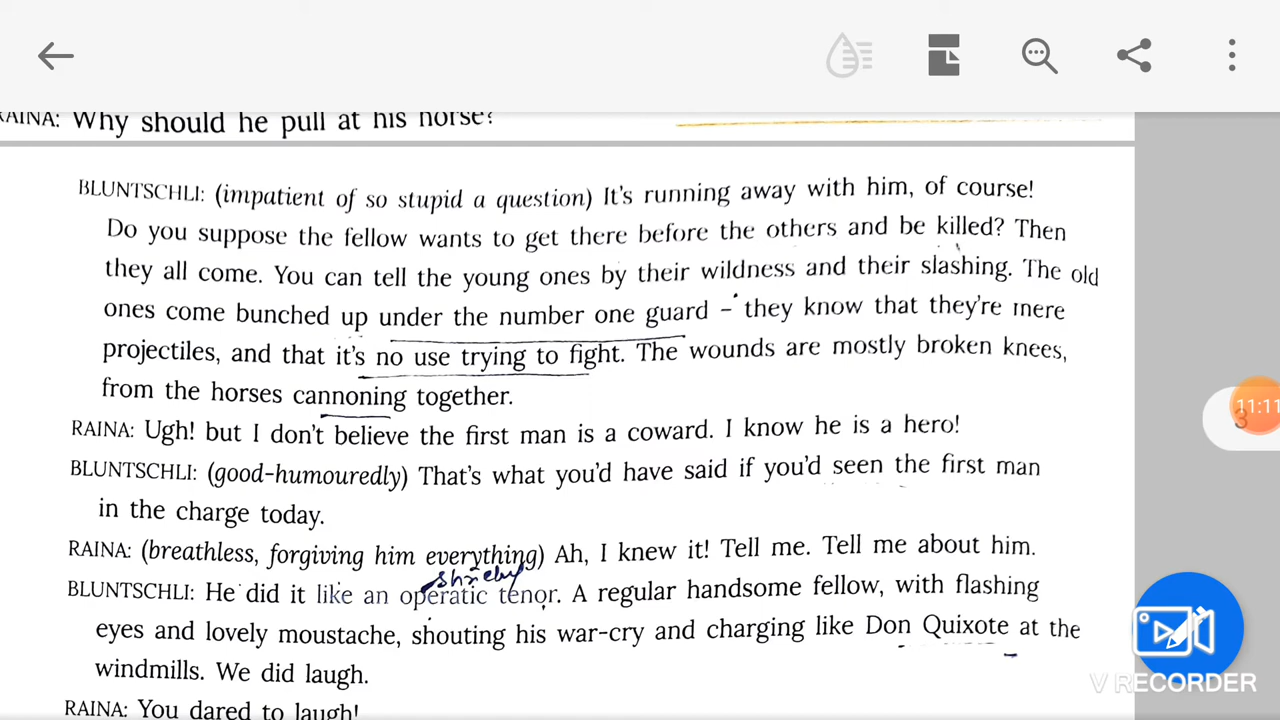 RAINA: Why should he pull at his horse?
BLUNTSCHLI: (impatient of so stupid a question) It's running away with him, of course!
Do you suppose the fellow wants to get there before the others and be killed? Then
they all come. You can tell the young ones by their wildness and their slashing. The old
ones come bunched up under the number one guard – they know that they're mere
projectiles, and that it's no use trying to fight. The wounds are mostly broken knees,
from the horses cannoning together.
RAINA: Ugh! but I don't believe the first man is a coward. I know he is a hero!
BLUNTSCHLI: (good-humouredly) That's what you'd have said if you'd seen the first man
in the charge today.
RAINA: (breathless, forgiving him everything) Ah, I knew it! Tell me. Tell me about him.
BLUNTSCHLI: He did it like an operatic tenor. A regular handsome fellow, with flashing
eyes and lovely moustache, shouting his war-cry and charging like Don Quixote at the
windmills. We did laugh.
RAINA: You dared to laugh!
11:11
3
V RECORDER